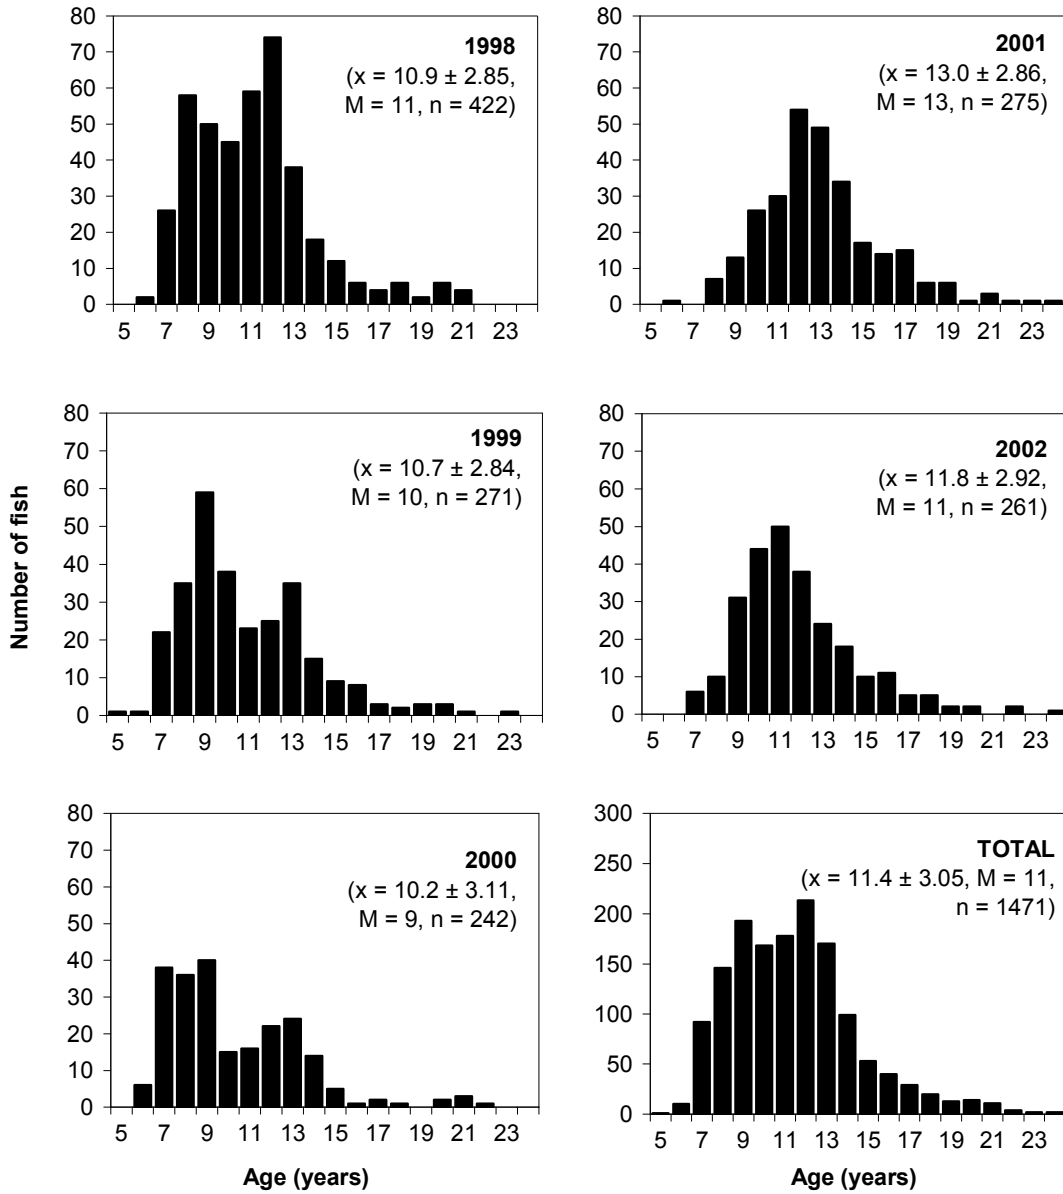 Number of fish
80
70
60
50
40
30
20
10
0
1998
(x = 10.9 ± 2.85,
M = 11, n = 422)
5 7 9 11 13 15 17 19 21 23
80
70
60
50
40
30
20
10
0
2001
(x = 13.0 ± 2.86,
M = 13, n = 275)
5 7 9 11 13 15 17 19 21 23
80
70
60
50
40
30
20
10
0
1999
(x = 10.7 ± 2.84,
M = 10, n = 271)
5 7 9 11 13 15 17 19 21 23
80
70
60
50
40
30
20
10
0
2002
(x = 11.8 ± 2.92,
M = 11, n = 261)
5 7 9 11 13 15 17 19 21 23
80
70
60
50
40
30
20
10
0
2000
(x = 10.2 ± 3.11,
M = 9, n = 242)
5 7 9 11 13 15 17 19 21 23
Age (years)
300
250
200
150
100
50
0
TOTAL
(x = 11.4 ± 3.05, M = 11,
n = 1471)
5 7 9 11 13 15 17 19 21 23
Age (years)